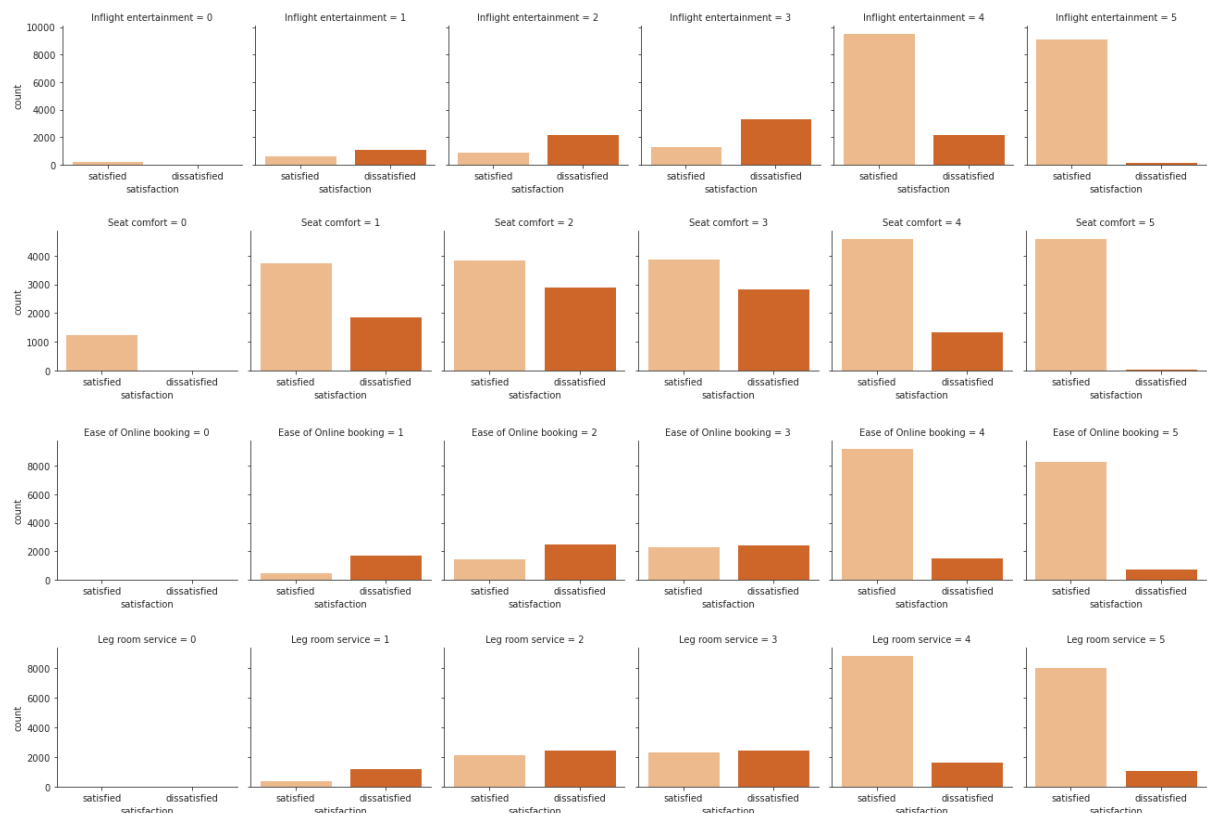 Inflight entertainment = 0 Inflight entertainment = 1 Inflight entertainment = 2 Inflight entertainment = 3 Inflight entertainment = 4 Inflight entertainment = 5
10000
8000
6000
4000
2000
0
count
satisfied dissatisfied satisfied dissatisfied satisfied dissatisfied satisfied dissatisfied satisfied dissatisfied satisfied dissatisfied
satisfaction satisfaction satisfaction satisfaction satisfaction satisfaction
Seat comfort = 0 Seat comfort = 1 Seat comfort = 2 Seat comfort = 3 Seat comfort = 4 Seat comfort = 5
4000
3000
2000
1000
0
count
satisfied dissatisfied satisfied dissatisfied satisfied dissatisfied satisfied dissatisfied satisfied dissatisfied satisfied dissatisfied
satisfaction satisfaction satisfaction satisfaction satisfaction satisfaction
Ease of Online booking = 0 Ease of Online booking = 1 Ease of Online booking = 2 Ease of Online booking = 3 Ease of Online booking = 4 Ease of Online booking = 5
8000
6000
4000
2000
0
count
satisfied dissatisfied satisfied dissatisfied satisfied dissatisfied satisfied dissatisfied satisfied dissatisfied satisfied dissatisfied
satisfaction satisfaction satisfaction satisfaction satisfaction satisfaction
Leg room service = 0 Leg room service = 1 Leg room service = 2 Leg room service = 3 Leg room service = 4 Leg room service = 5
8000
6000
4000
2000
0
count
satisfied dissatisfied satisfied dissatisfied satisfied dissatisfied satisfied dissatisfied satisfied dissatisfied satisfied dissatisfied
satisfaction satisfaction satisfaction satisfaction satisfaction satisfaction